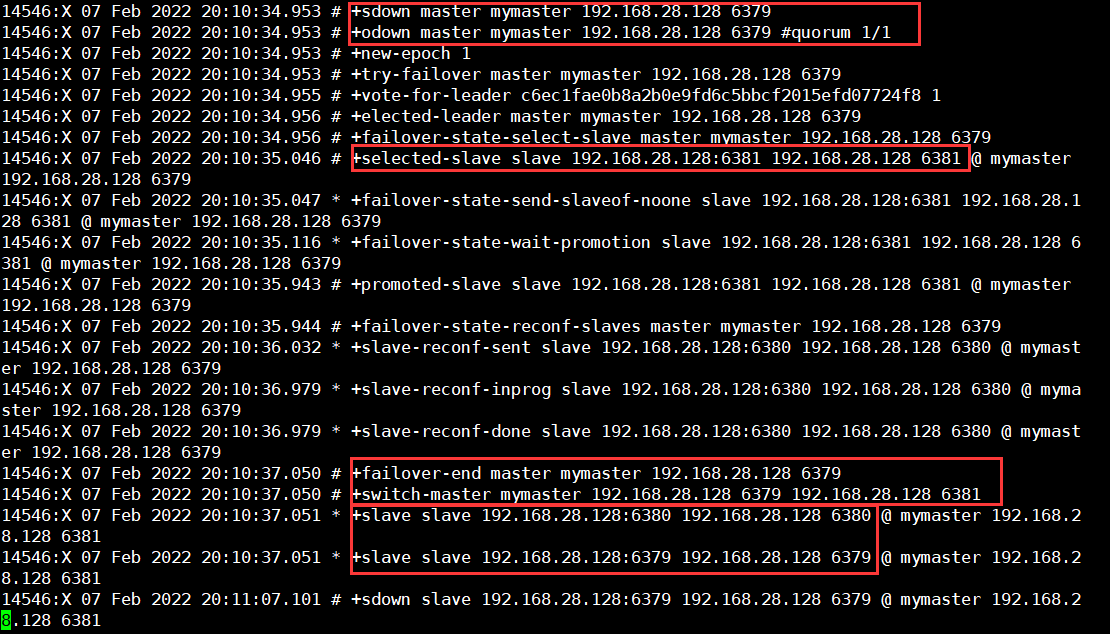 14546:X 07 Feb 2022 20:10:34.953 # +sdown master mymaster 192.168.28.128 6379
14546:X 07 Feb 2022 20:10:34.953 # +odown master mymaster 192.168.28.128 6379 #quorum 1/1
14546:X 07 Feb 2022 20:10:34.953 # +new-epoch 1
14546:X 07 Feb 2022 20:10:34.953 # +try-failover master mymaster 192.168.28.128 6379
14546:X 07 Feb 2022 20:10:34.955 # +vote-for-leader c6ec1fae0b8a2b0e9fd6c5bbcf2015efd07724f8 1
14546:X 07 Feb 2022 20:10:34.956 # +elected-leader master mymaster 192.168.28.128 6379
14546:X 07 Feb 2022 20:10:34.956 # +failover-state-select-slave master mymaster 192.168.28.128 6379
14546:X 07 Feb 2022 20:10:35.046 # +selected-slave slave 192.168.28.128:6381 192.168.28.128 6381 @ mymaster
192.168.28.128 6379
14546:X 07 Feb 2022 20:10:35.047 * +failover-state-send-slaveof-noone slave 192.168.28.128:6381 192.168.28.1
28 6381 @ mymaster 192.168.28.128 6379
14546:X 07 Feb 2022 20:10:35.116 * +failover-state-wait-promotion slave 192.168.28.128:6381 192.168.28.128 6
381 @ mymaster 192.168.28.128 6379
14546:X 07 Feb 2022 20:10:35.943 # +promoted-slave slave 192.168.28.128:6381 192.168.28.128 6381 @ mymaster
192.168.28.128 6379
14546:X 07 Feb 2022 20:10:35.944 # +failover-state-reconf-slaves master mymaster 192.168.28.128 6379
14546:X 07 Feb 2022 20:10:36.032 * +slave-reconf-sent slave 192.168.28.128:6380 192.168.28.128 6380 @ mymast
er 192.168.28.128 6379
14546:X 07 Feb 2022 20:10:36.979 * +slave-reconf-inprog slave 192.168.28.128:6380 192.168.28.128 6380 @ myma
ster 192.168.28.128 6379
14546:X 07 Feb 2022 20:10:36.979 * +slave-reconf-done slave 192.168.28.128:6380 192.168.28.128 6380 @ mymast
er 192.168.28.128 6379
14546:X 07 Feb 2022 20:10:37.050 # +failover-end master mymaster 192.168.28.128 6379
14546:X 07 Feb 2022 20:10:37.050 # +switch-master mymaster 192.168.28.128 6379 192.168.28.128 6381
14546:X 07 Feb 2022 20:10:37.051 * +slave slave 192.168.28.128:6380 192.168.28.128 6380 @ mymaster 192.168.2
8.128 6381
14546:X 07 Feb 2022 20:10:37.051 * +slave slave 192.168.28.128:6379 192.168.28.128 6379 @ mymaster 192.168.2
8.128 6381
14546:X 07 Feb 2022 20:11:07.101 # +sdown slave 192.168.28.128:6379 192.168.28.128 6379 @ mymaster 192.168.2
8.128 6381